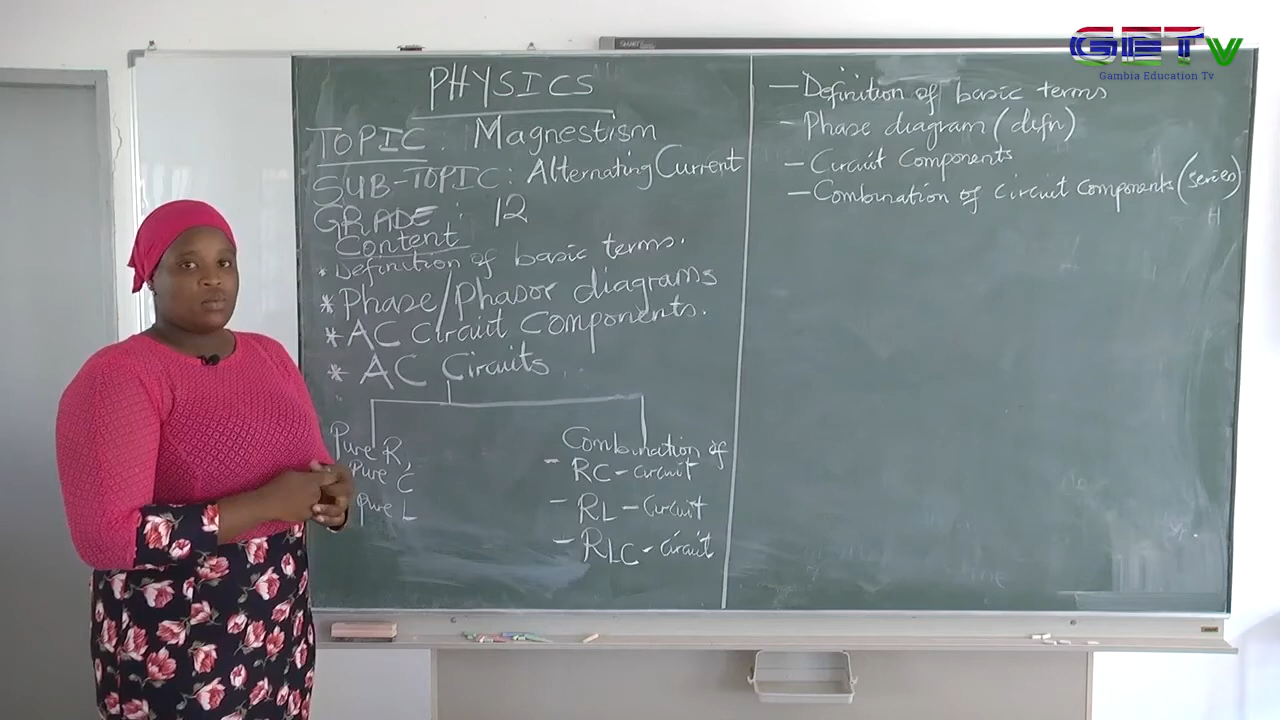 PHYSICS
TOPIC: Magnestism
SUB-TOPIC: Alternating Current
GRADE: 12
Content
* Definition of basic terms.
* Phase/phasor diagrams
* AC Circuit Components.
* AC Circuits
Pure R,
Pure C
Pure L
Combination of
- RC - circuit
- RL - Circuit
- RLC - circuit
- Definition of basic terms
- Phase diagram (defn)
- Circuit Components
- Combination of circuit Components (series)
GETv
Gambia Education Tv